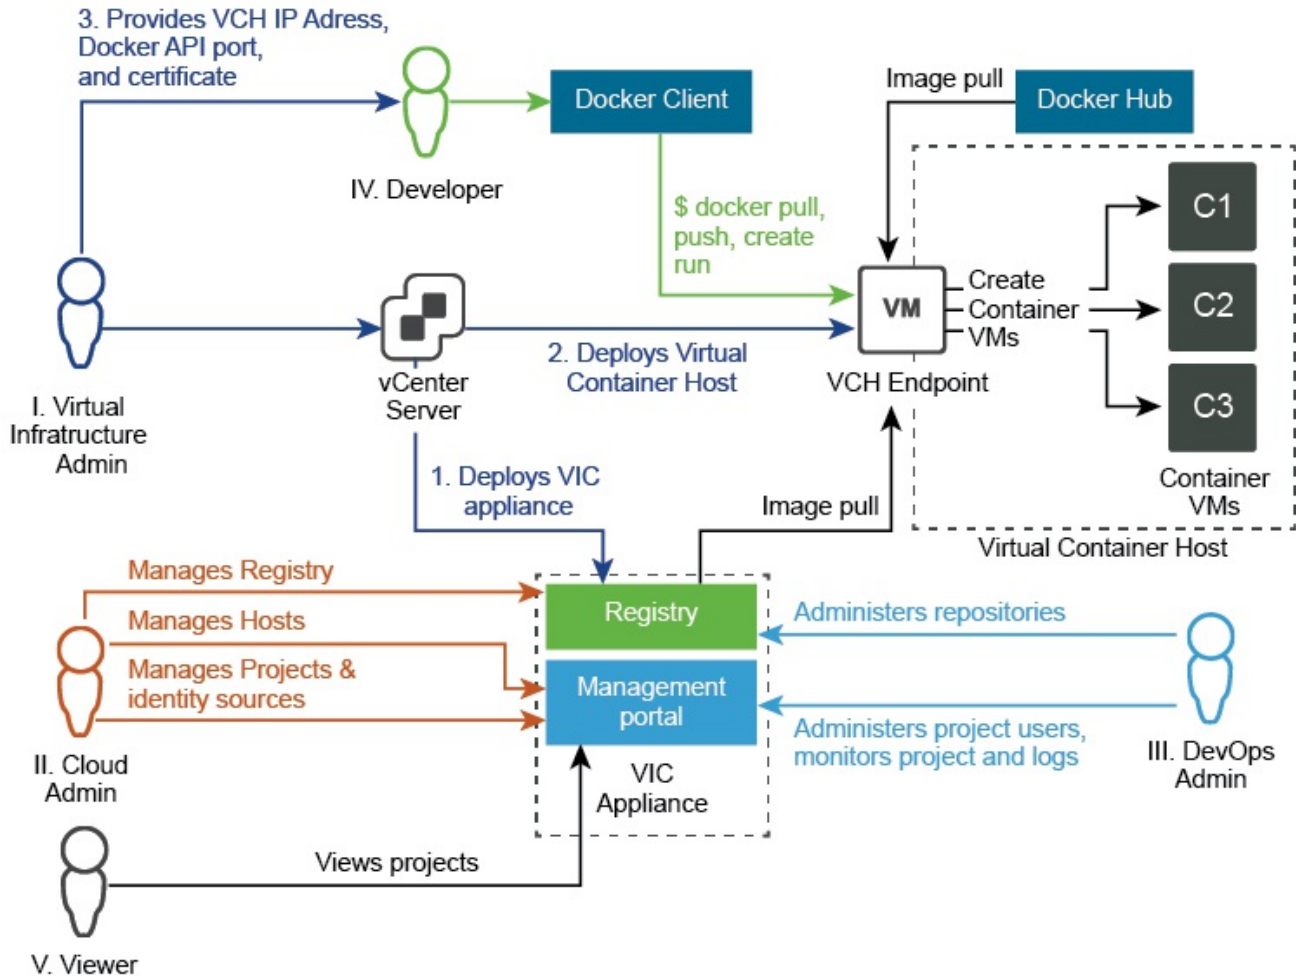 3. Provides VCH IP Adress,
Docker API port,
and certificate
Docker Client
Image pull
Docker Hub
IV. Developer
$ docker pull,
push, create
run
C1
C2
C3
VM
Create
Container
VMs
VCH Endpoint
vCenter
Server
2. Deploys Virtual
Container Host
I. Virtual
Infratructure
Admin
1. Deploys VIC
appliance
Image pull
Container
VMs
Virtual Container Host
Manages Registry
Manages Hosts
Manages Projects &
identity sources
Registry
Management
portal
VIC
Appliance
Administers repositories
Administers project users,
monitors project and logs
III. DevOps
Admin
II. Cloud
Admin
Views projects
V. Viewer